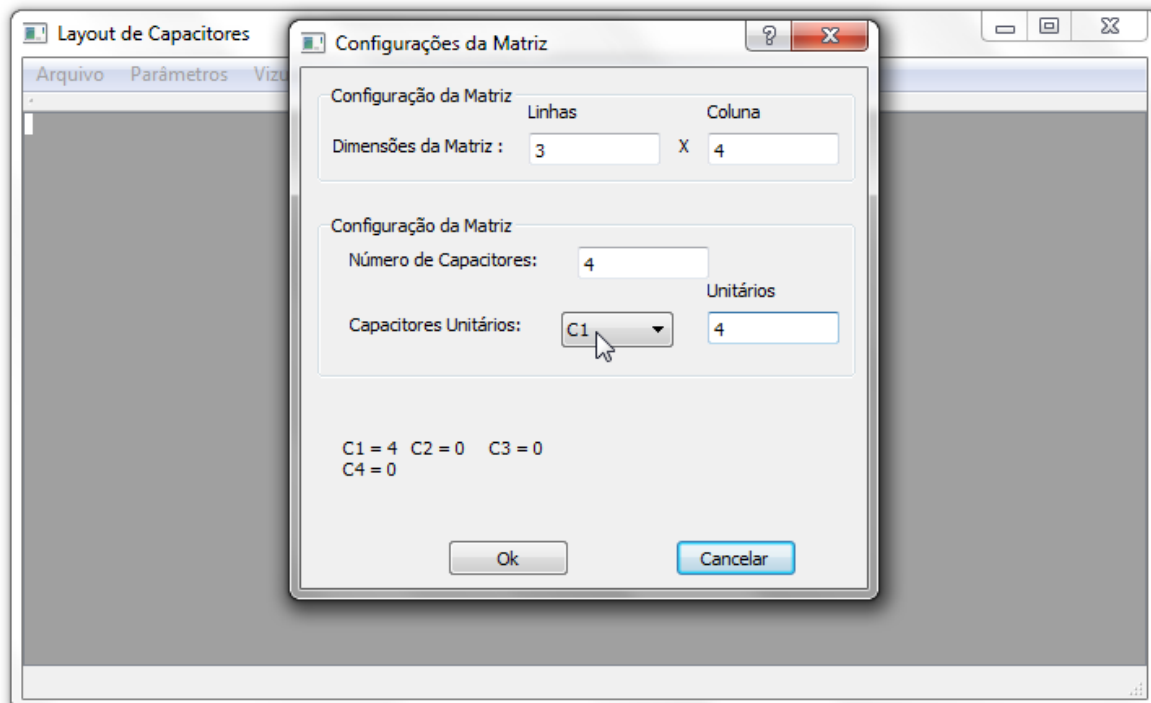 Layout de Capacitores
Configurações da Matriz
Arquivo Parâmetros Vizu
Configuração da Matriz
Linhas Coluna
Dimensões da Matriz : 3 X 4
Configuração da Matriz
Número de Capacitores: 4
Unitários
Capacitores Unitários: C1 4
C1 = 4 C2 = 0 C3 = 0
C4 = 0
Ok Cancelar